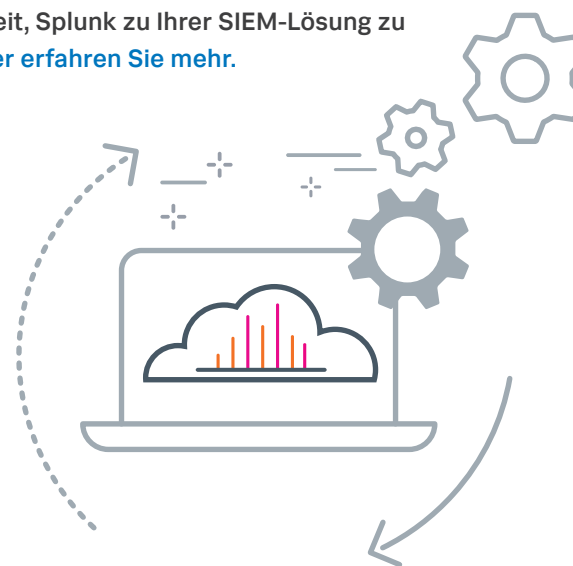 eit, Splunk zu Ihrer SIEM-Lösung zu
er erfahren Sie mehr.